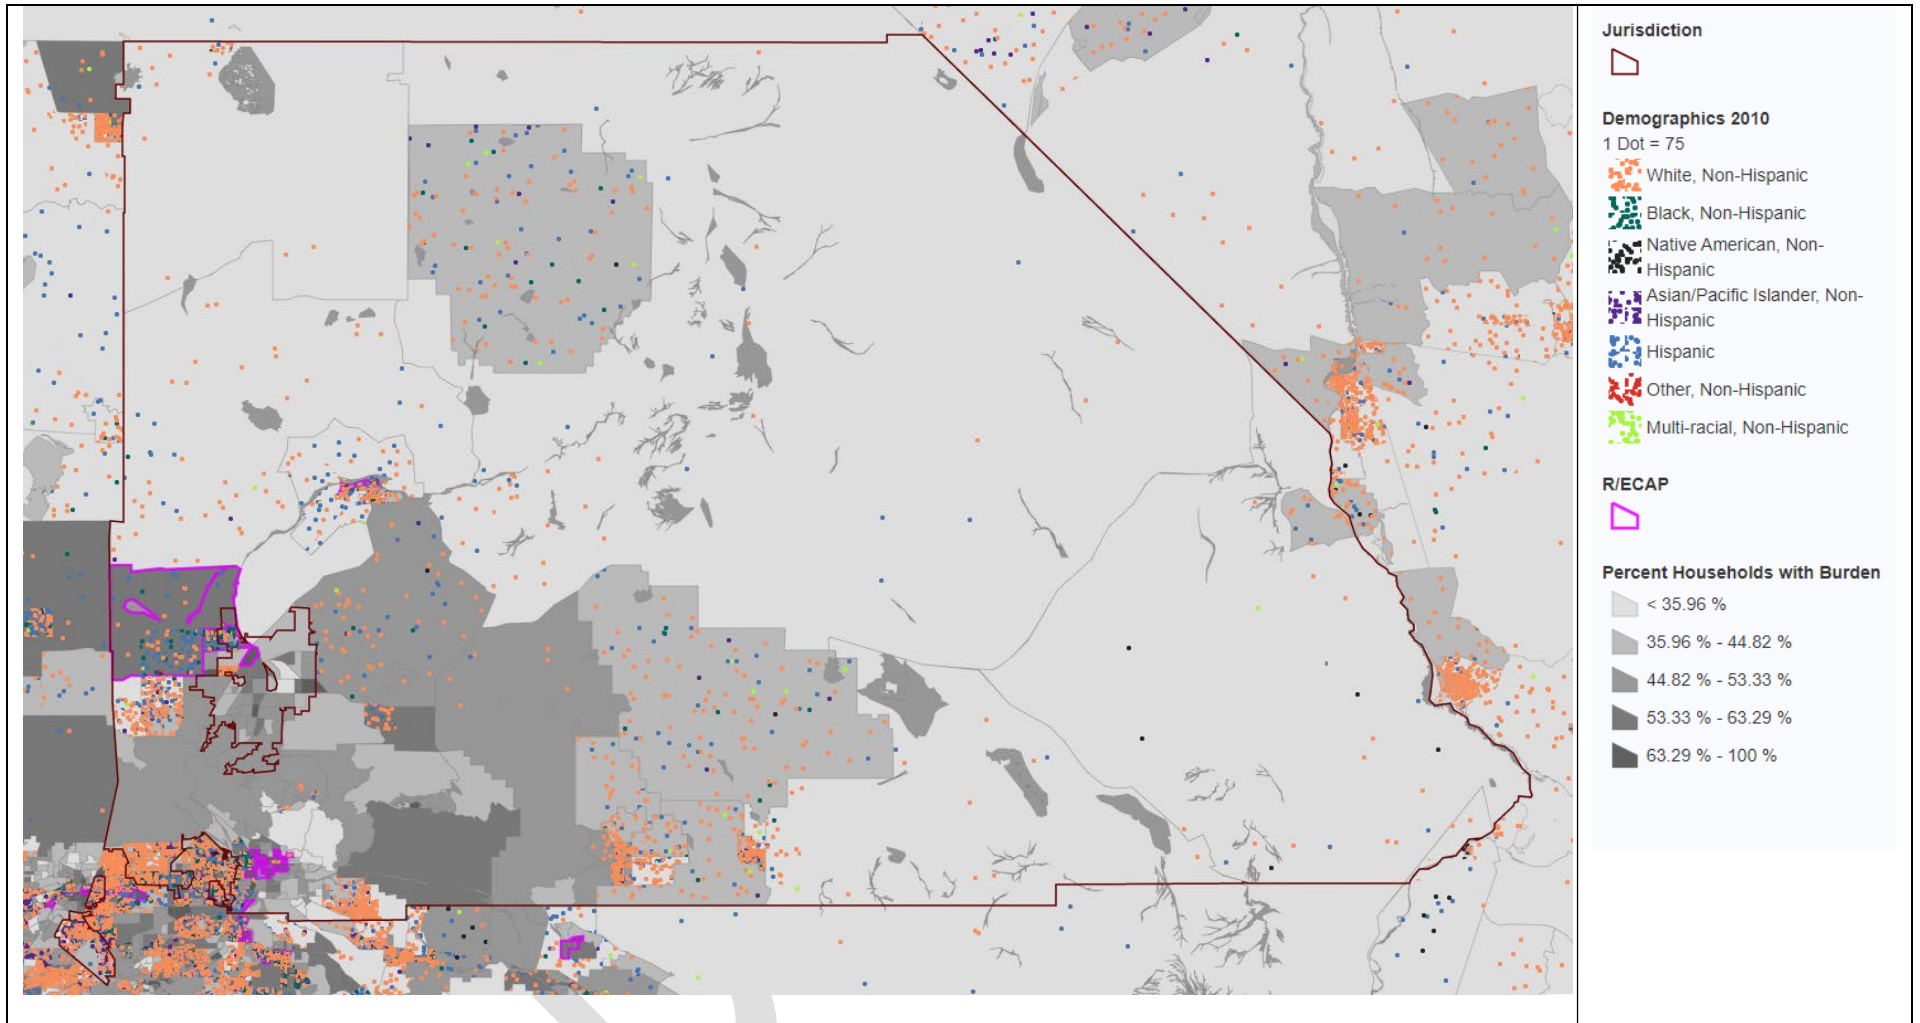 Jurisdiction
Demographics 2010
1 Dot = 75
White, Non-Hispanic
Black, Non-Hispanic
Native American, Non-
Hispanic
Asian/Pacific Islander, Non-
Hispanic
Hispanic
Other, Non-Hispanic
Multi-racial, Non-Hispanic
R/ECAP
Percent Households with Burden
< 35.96 %
35.96 % - 44.82 %
44.82 % - 53.33 %
53.33 % - 63.29 %
63.29 % - 100 %